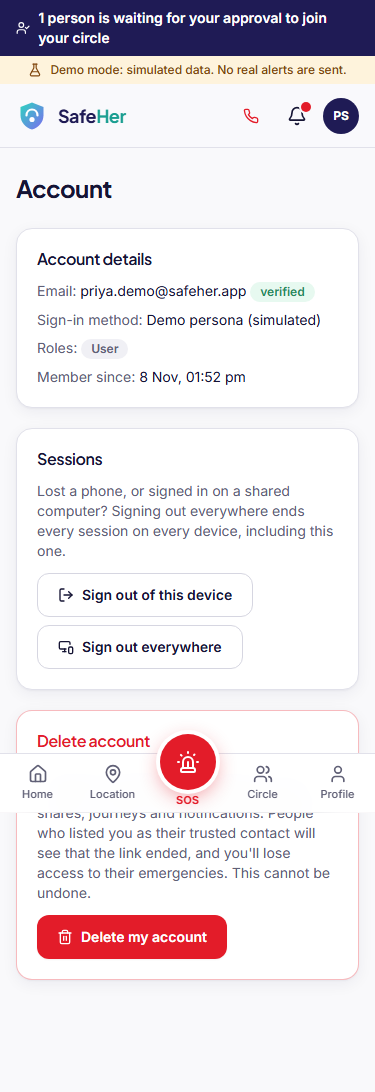 1 person is waiting for your approval to join
your circle
Demo mode: simulated data. No real alerts are sent.
SafeHer
PS
Account
Account details
Email: priya.demo@safeher.app verified
Sign-in method: Demo persona (simulated)
Roles: User
Member since: 8 Nov, 01:52 pm
Sessions
Lost a phone, or signed in on a shared
computer? Signing out everywhere ends
every session on every device, including this
one.
Sign out of this device
Sign out everywhere
Delete account
Home
Location
SOS
Circle
Profile
shares, journeys and notifications. People
who listed you as their trusted contact will
see that the link ended, and you'll lose
access to their emergencies. This cannot be
undone.
Delete my account